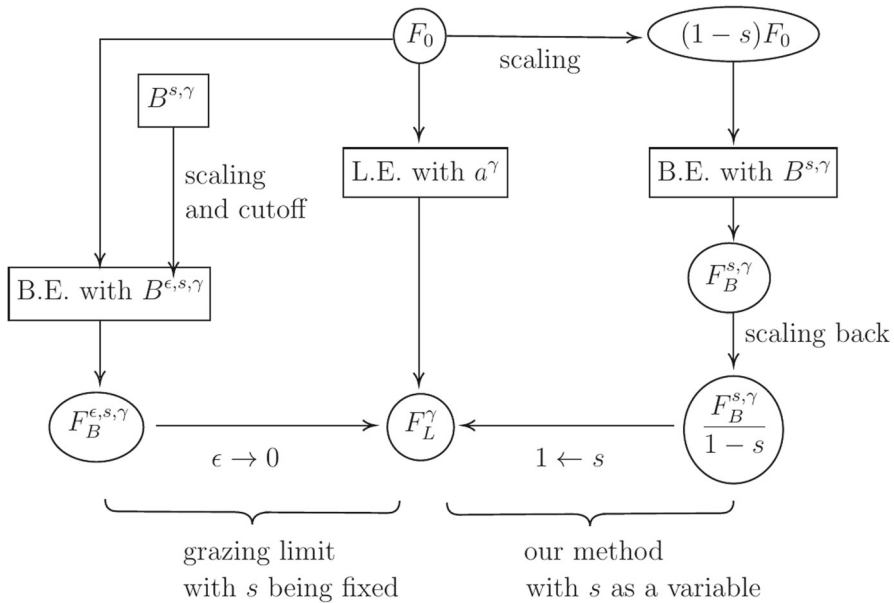 F_0
(1 − s)F_0
scaling
B^{s,γ}
L.E. with a^γ
B.E. with B^{s,γ}
scaling
and cutoff
B.E. with B^{ϵ,s,γ}
F_B^{s,γ}
scaling back
F_B^{ϵ,s,γ}
F_L^γ
F_B^{s,γ}
1 − s
ϵ → 0
1 ← s
grazing limit
with s being fixed
our method
with s as a variable